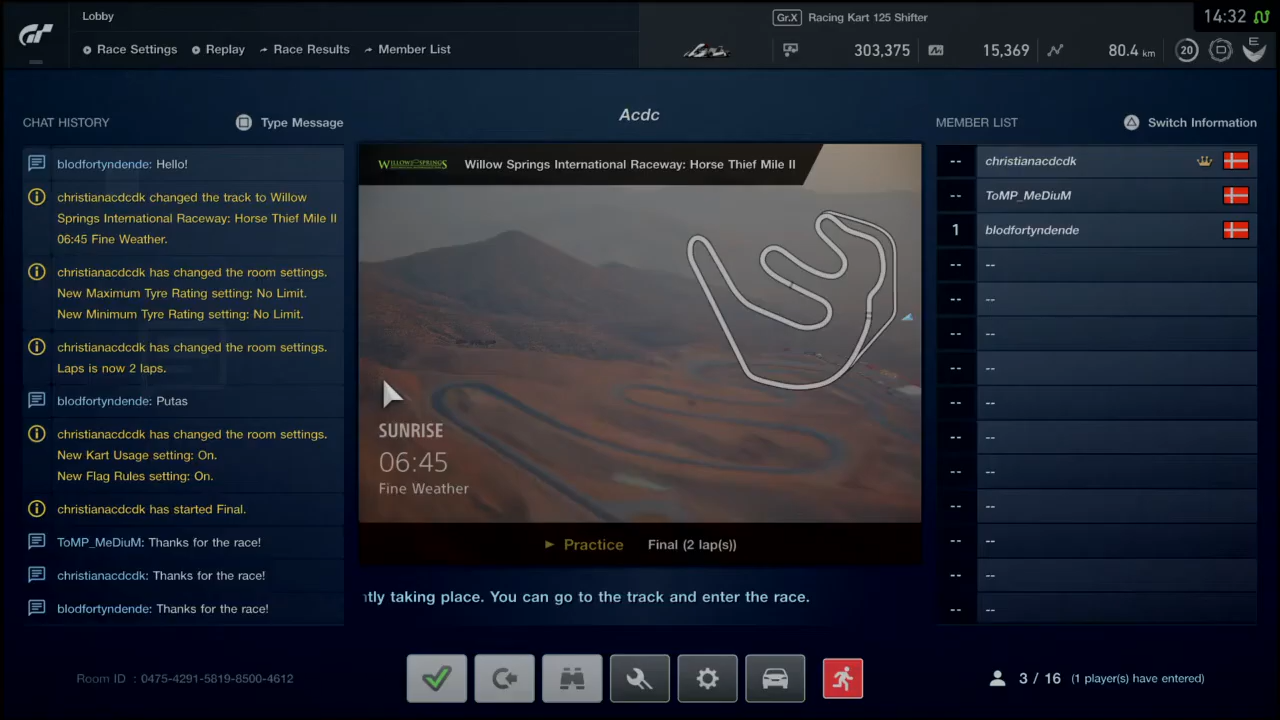 Lobby
Gr.X Racing Kart 125 Shifter
14:32
Race Settings Replay Race Results Member List
303,375 15,369 80.4 km 20 E
Acdc
CHAT HISTORY Type Message
MEMBER LIST Switch Information
WILLOW SPRINGS Willow Springs International Raceway: Horse Thief Mile II
blodfortyndende: Hello!
christianacdcdk changed the track to Willow
Springs International Raceway: Horse Thief Mile II
06:45 Fine Weather.
christianacdcdk has changed the room settings.
New Maximum Tyre Rating setting: No Limit.
New Minimum Tyre Rating setting: No Limit.
christianacdcdk has changed the room settings.
Laps is now 2 laps.
blodfortyndende: Putas
christianacdcdk has changed the room settings.
New Kart Usage setting: On.
New Flag Rules setting: On.
christianacdcdk has started Final.
ToMP_MeDiuM: Thanks for the race!
christianacdcdk: Thanks for the race!
blodfortyndende: Thanks for the race!
SUNRISE
06:45
Fine Weather
Practice Final (2 lap(s))
tly taking place. You can go to the track and enter the race.
-- christianacdcdk
-- ToMP_MeDiuM
1 blodfortyndende
-- --
-- --
-- --
-- --
-- --
-- --
-- --
-- --
-- --
-- --
-- --
Room ID : 0475-4291-5819-8500-4612
3 / 16 (1 player(s) have entered)